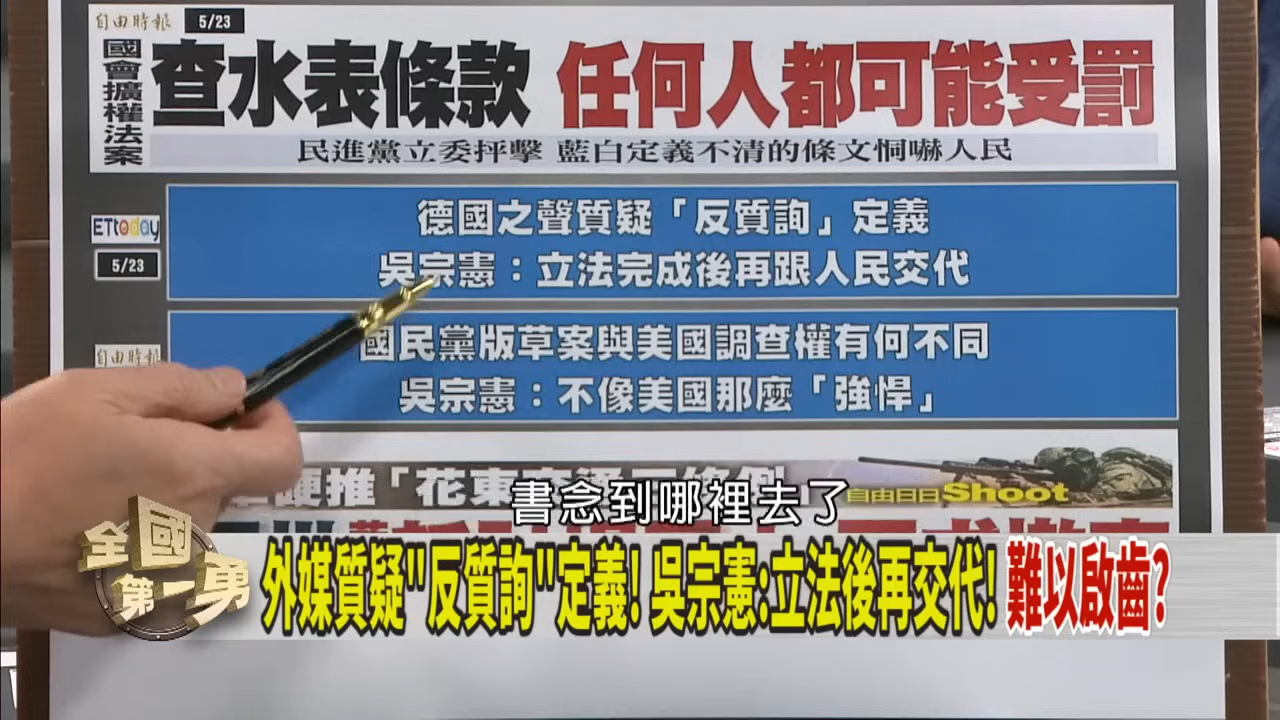 自由時報 5/23
國會擴權法案
查水表條款 任何人都可能受罰
民進黨立委抨擊 藍白定義不清的條文恫嚇人民
ETtoday
5/23
德國之聲質疑「反質詢」定義
吳宗憲：立法完成後再跟人民交代
自由時報
國民黨版草案與美國調查權有何不同
吳宗憲：不像美國那麼「強悍」
硬推「花東
自由日日Shoot
書念到哪裡去了
全國第一勇
外媒質疑"反質詢"定義! 吳宗憲:立法後再交代! 難以啟齒?